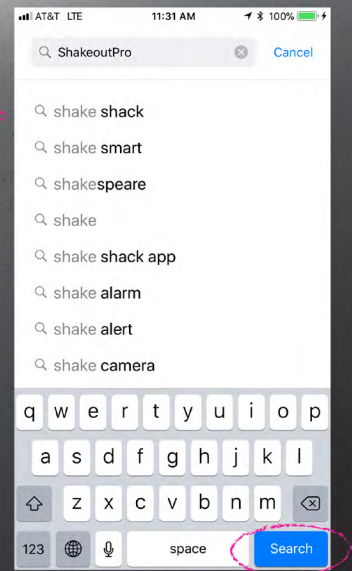 AT&T LTE 11:31 AM 100%
ShakeoutPro Cancel
shake shack
shake smart
shakespeare
shake
shake shack app
shake alarm
shake alert
shake camera
q w e r t y u i o p
a s d f g h j k l
z x c v b n m
123 space Search